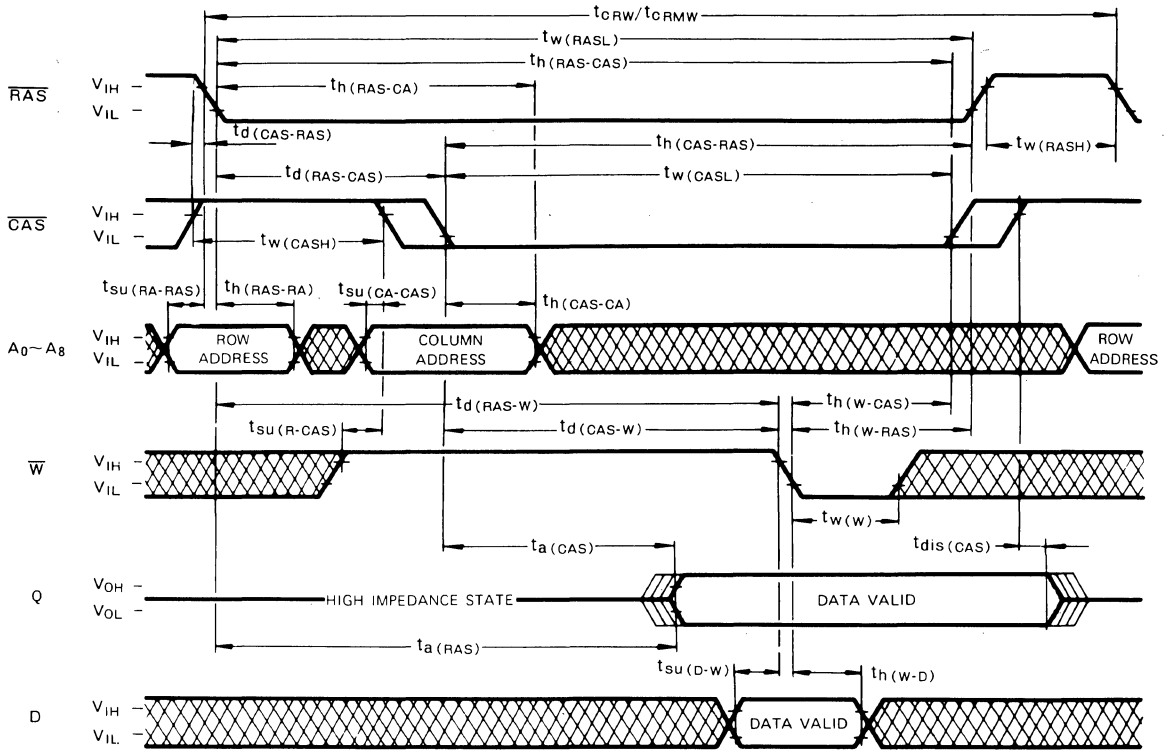 tCRW/tCRMW
tw(RASL)
th(RAS-CAS)
th(RAS-CA)
RAS
VIH
VIL
td(CAS-RAS)
th(CAS-RAS)
tw(RASH)
td(RAS-CAS)
tw(CASL)
CAS
VIH
VIL
tw(CASH)
tsu(RA-RAS)
th(RAS-RA)
tsu(CA-CAS)
th(CAS-CA)
A0~A8
VIH
VIL
ROW ADDRESS
COLUMN ADDRESS
ROW ADDRESS
td(RAS-W)
th(W-CAS)
tsu(R-CAS)
td(CAS-W)
th(W-RAS)
W
VIH
VIL
tw(W)
ta(CAS)
tdis(CAS)
Q
VOH
VOL
HIGH IMPEDANCE STATE
DATA VALID
ta(RAS)
tsu(D-W)
th(W-D)
D
VIH
VIL.
DATA VALID